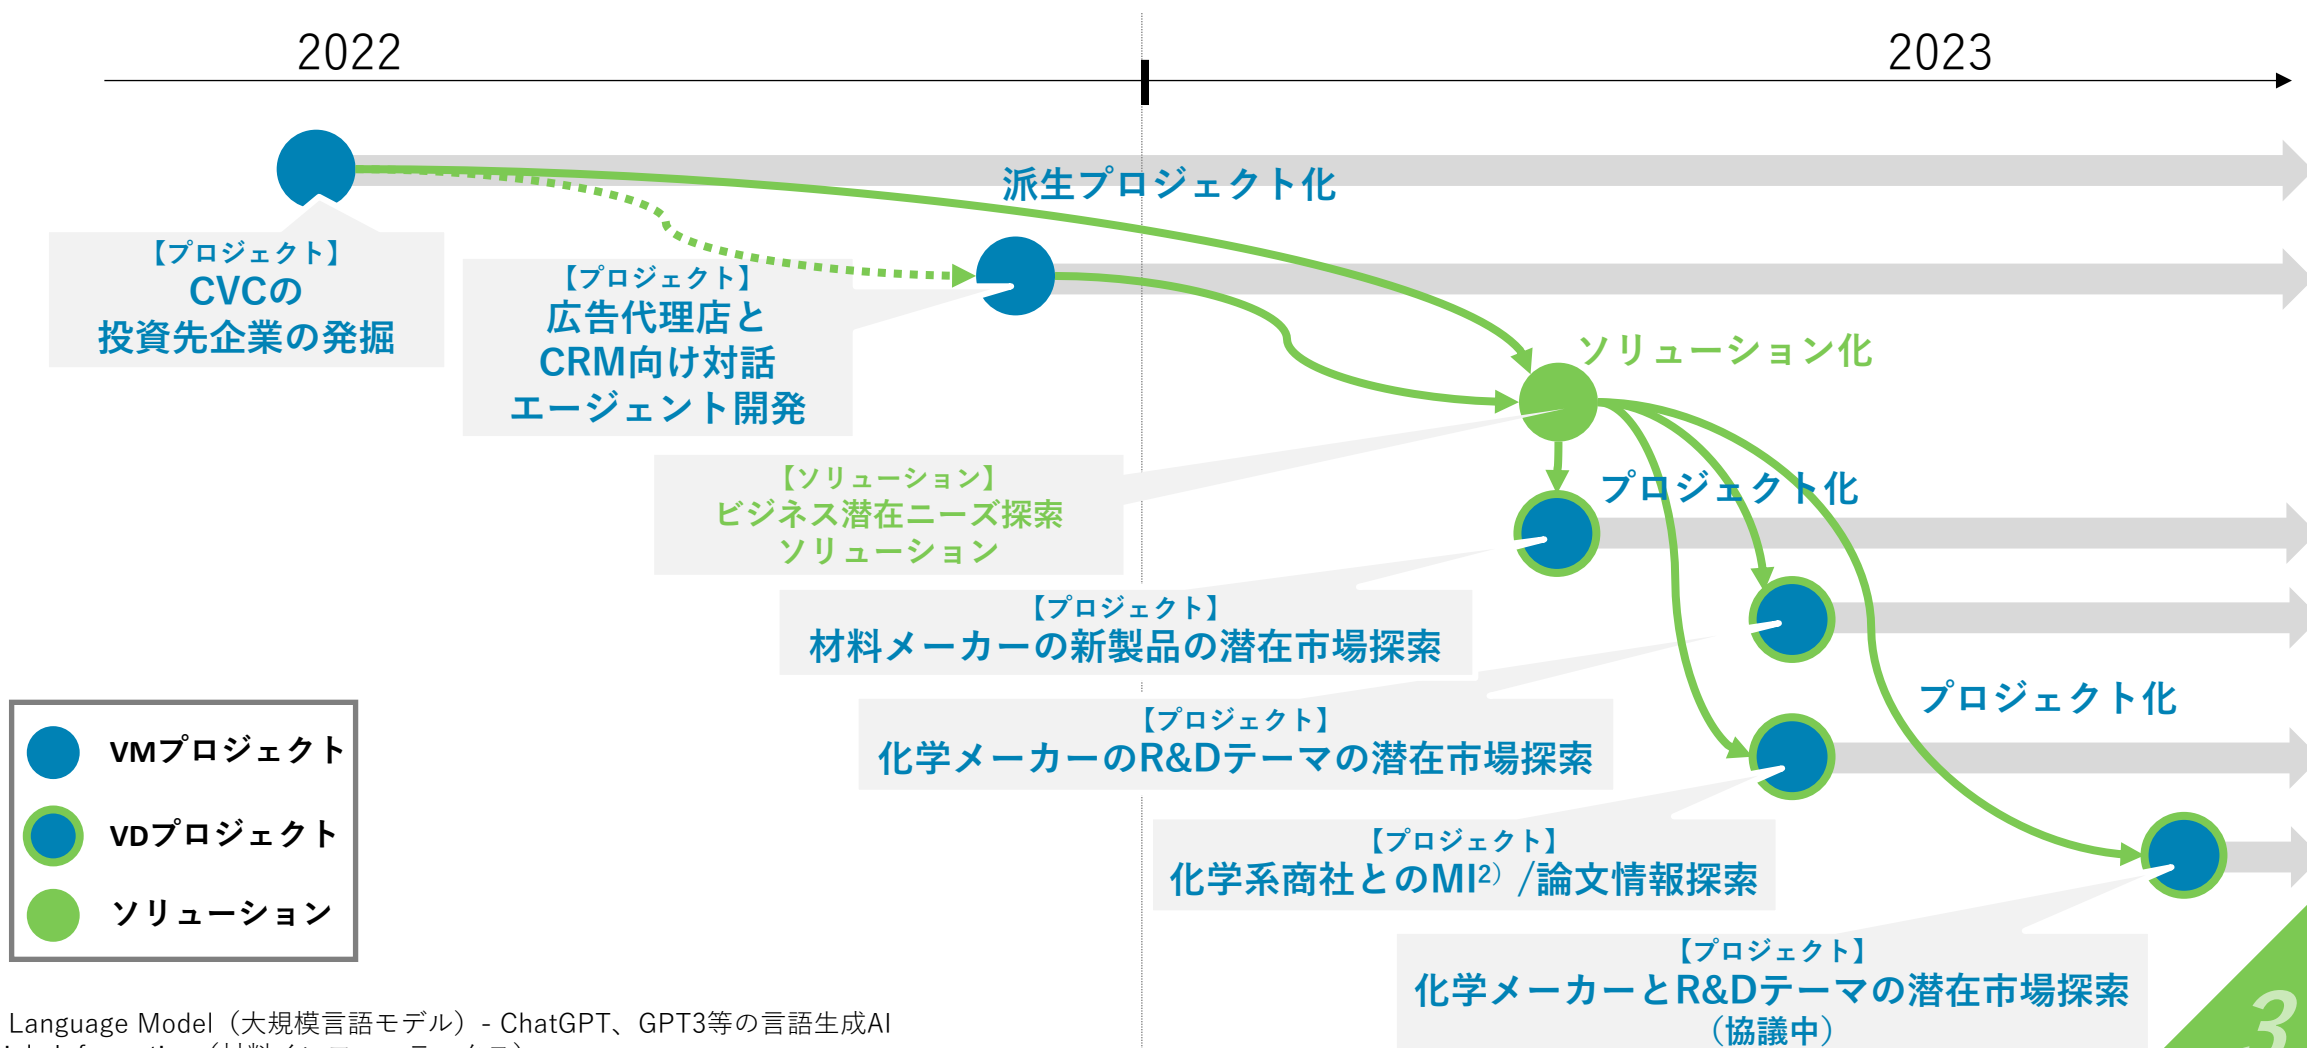 2022
2023
派生プロジェクト化
【プロジェクト】
CVCの
投資先企業の発掘
【プロジェクト】
広告代理店と
CRM向け対話
エージェント開発
ソリューション化
【ソリューション】
ビジネス潜在ニーズ探索
ソリューション
プロジェクト化
【プロジェクト】
材料メーカーの新製品の潜在市場探索
【プロジェクト】
化学メーカーのR&Dテーマの潜在市場探索
プロジェクト化
【プロジェクト】
化学系商社とのMI2）/論文情報探索
【プロジェクト】
化学メーカーとR&Dテーマの潜在市場探索
（協議中）
VMプロジェクト
VDプロジェクト
ソリューション
Language Model（大規模言語モデル）- ChatGPT、GPT3等の言語生成AI
3